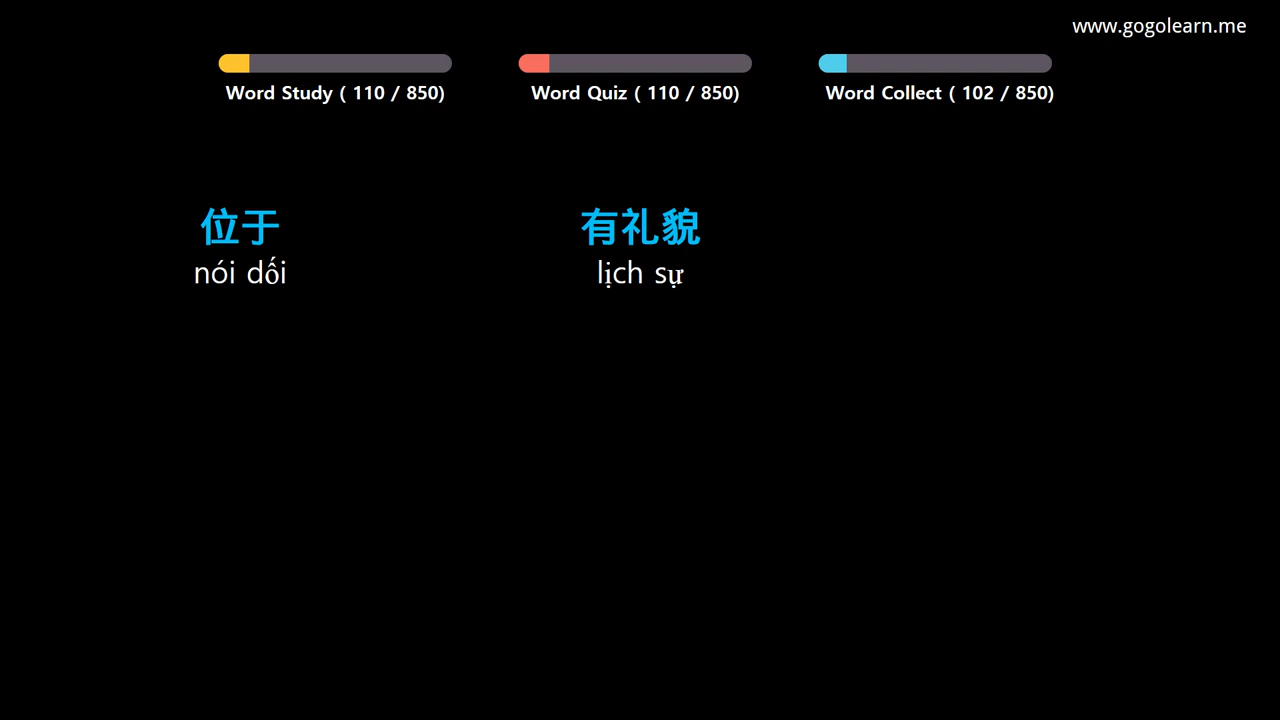 www.gogolearn.me
Word Study ( 110 / 850)
Word Quiz ( 110 / 850)
Word Collect ( 102 / 850)
位于
nói dối
有礼貌
lịch sự